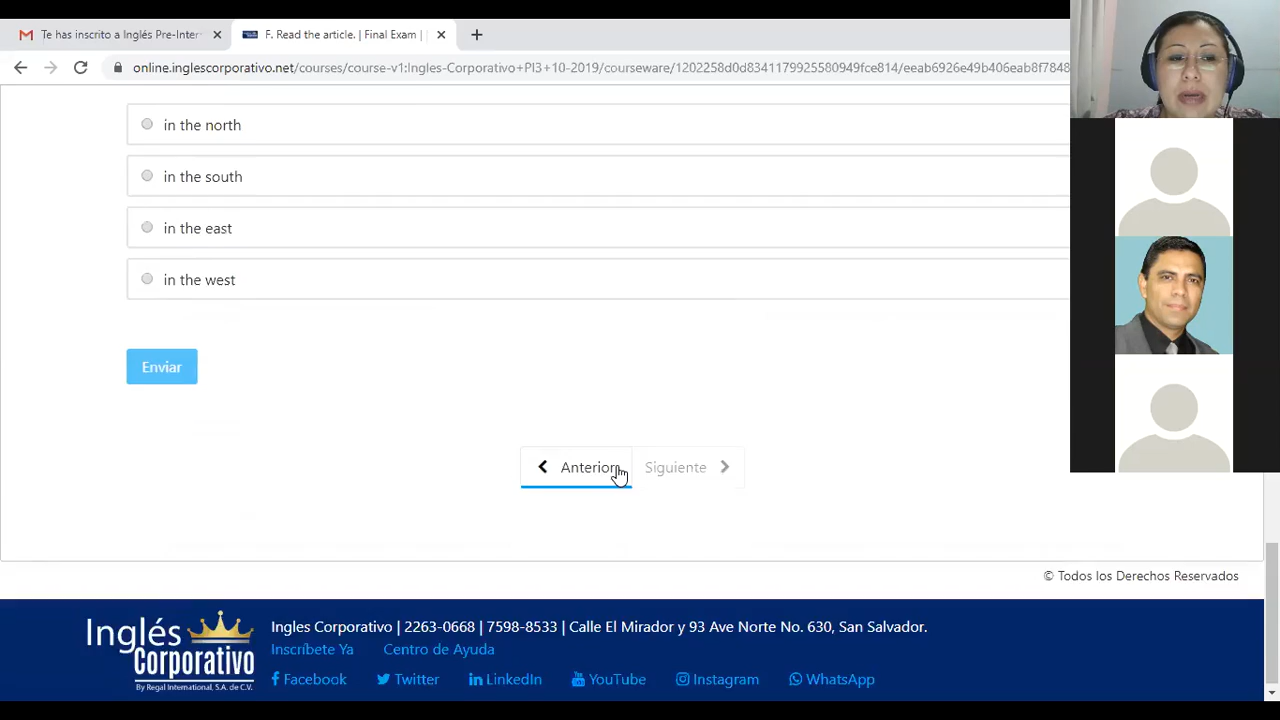 Te has inscrito a Inglés Pre-Inter
F. Read the article. | Final Exam |
online.inglescorporativo.net/courses/course-v1:Ingles-Corporativo+PI3+10-2019/courseware/1202258d0d8341179925580949fce814/eeab6926e49b406eab8f7848
in the north
in the south
in the east
in the west
Enviar
Anterior
Siguiente
© Todos los Derechos Reservados
Inglés Corporativo
By Regal International, S.A. de C.V.
Ingles Corporativo | 2263-0668 | 7598-8533 | Calle El Mirador y 93 Ave Norte No. 630, San Salvador.
Inscríbete Ya Centro de Ayuda
Facebook Twitter LinkedIn YouTube Instagram WhatsApp